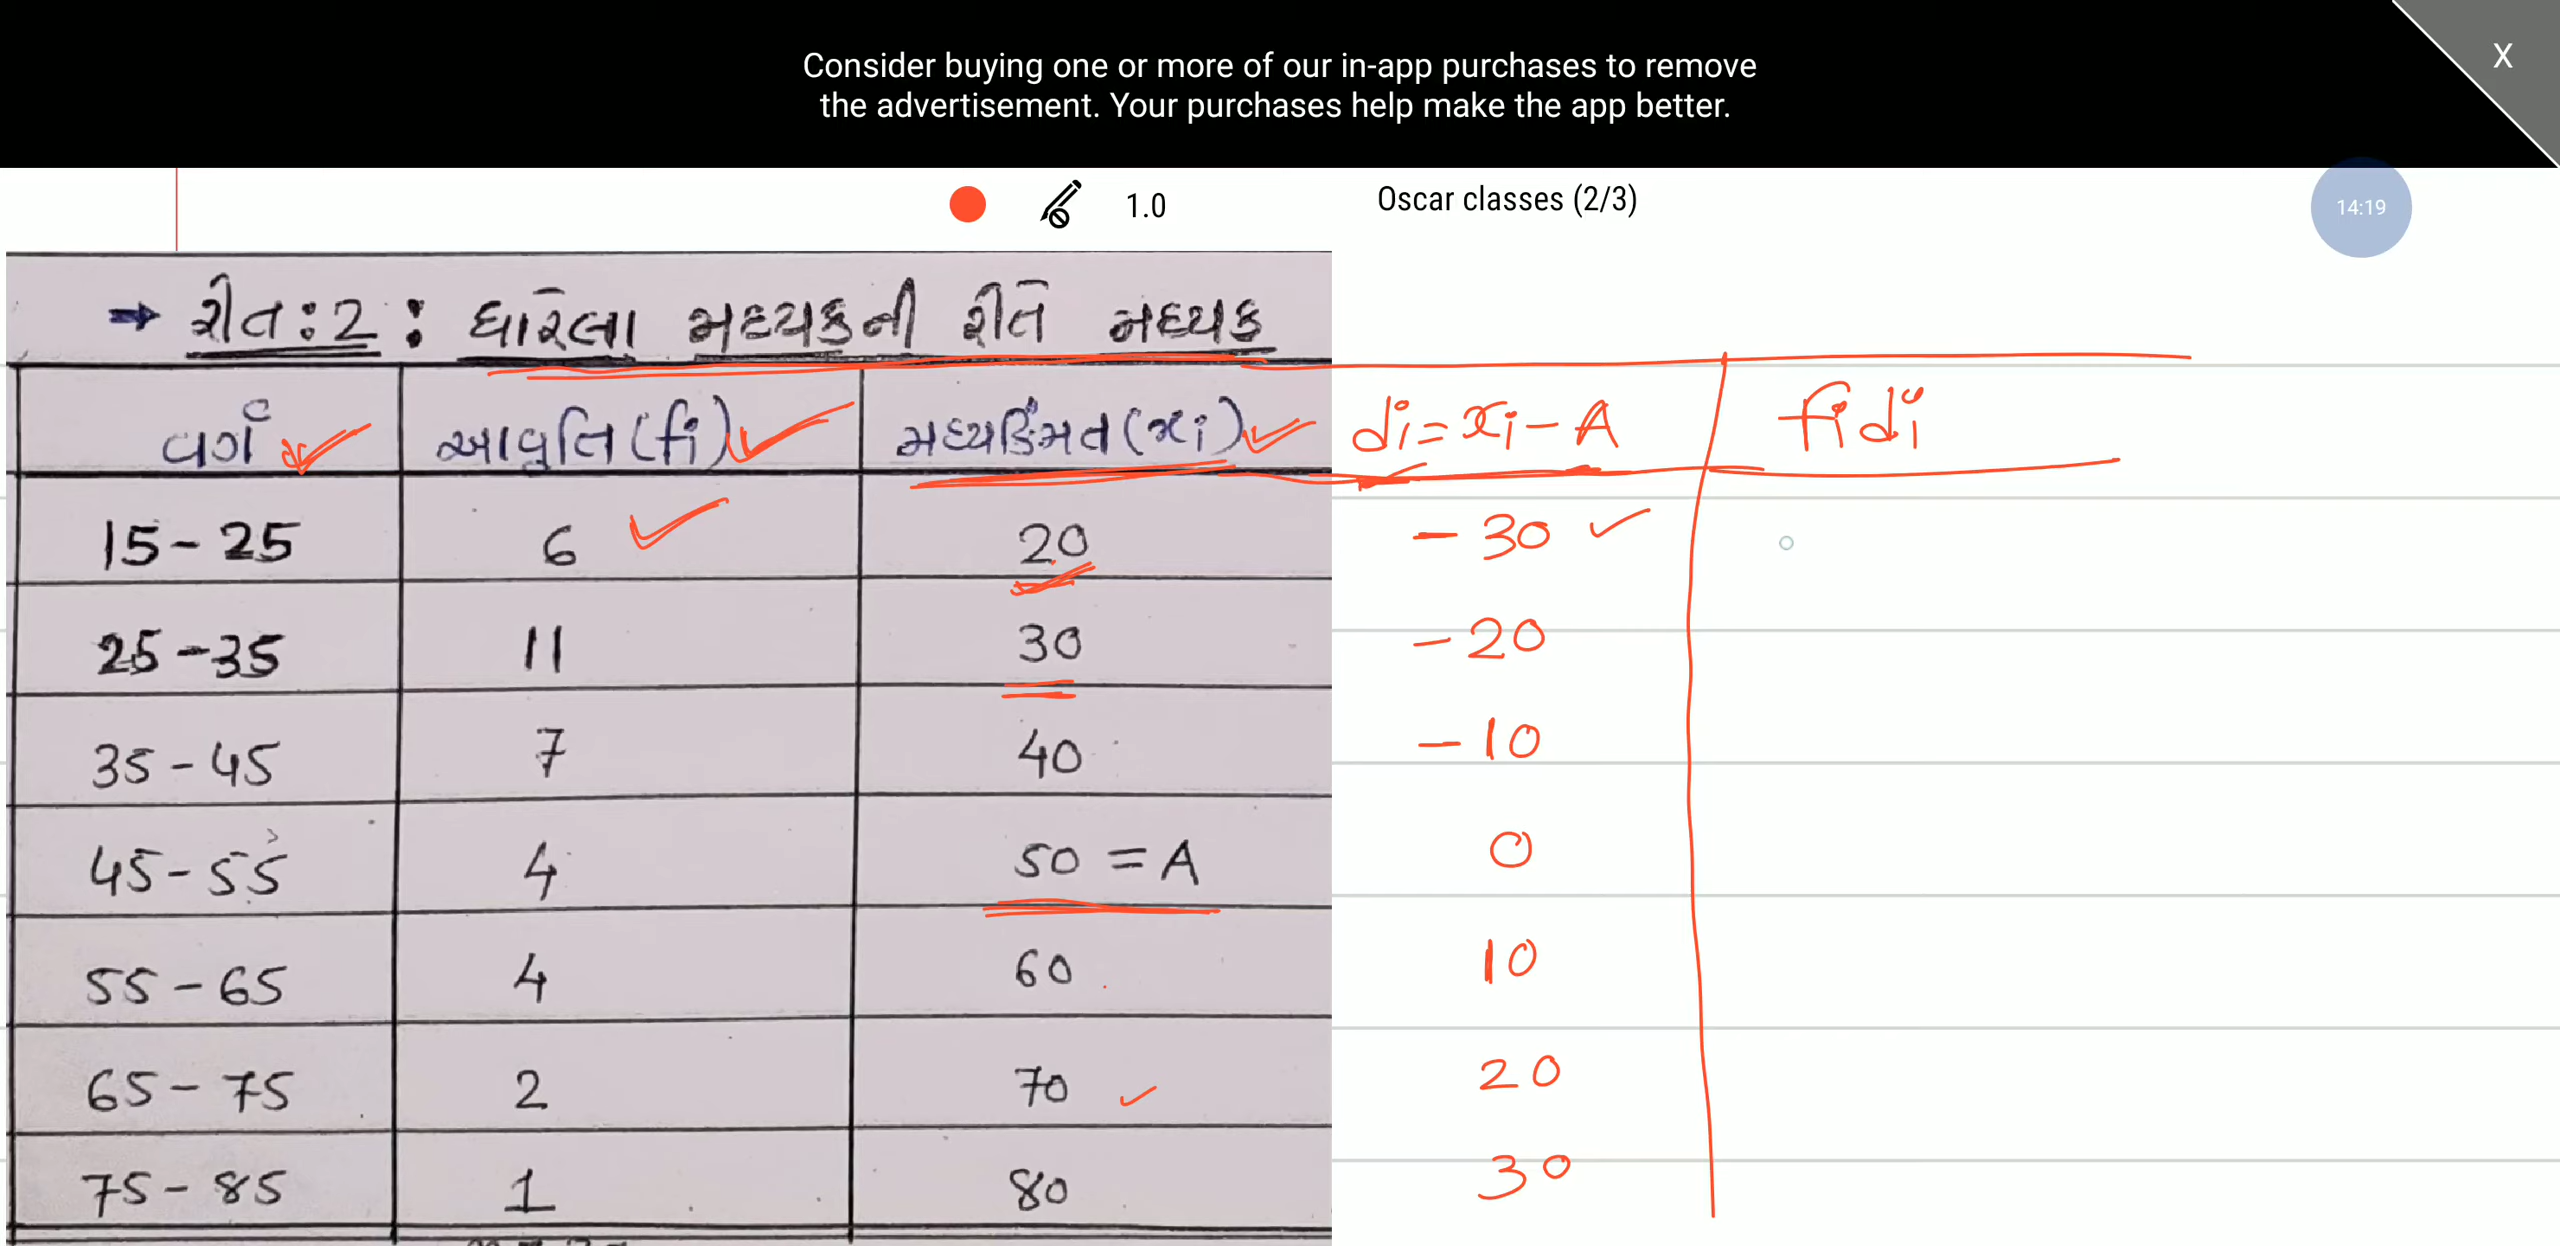 Consider buying one or more of our in-app purchases to remove
the advertisement. Your purchases help make the app better.
X
1.0
Oscar classes (2/3)
14:19
→ રીત:2 : ધારેલા મધ્યકની રીતે મધ્યક
વર્ગ આવૃતિ (fi) મધ્યકિંમત (xi) di = xi - A fidi
15 - 25 6 20 - 30
25 - 35 11 30 - 20
35 - 45 7 40 - 10
45 - 55 4 50 = A 0
55 - 65 4 60 10
65 - 75 2 70 20
75 - 85 1 80 30